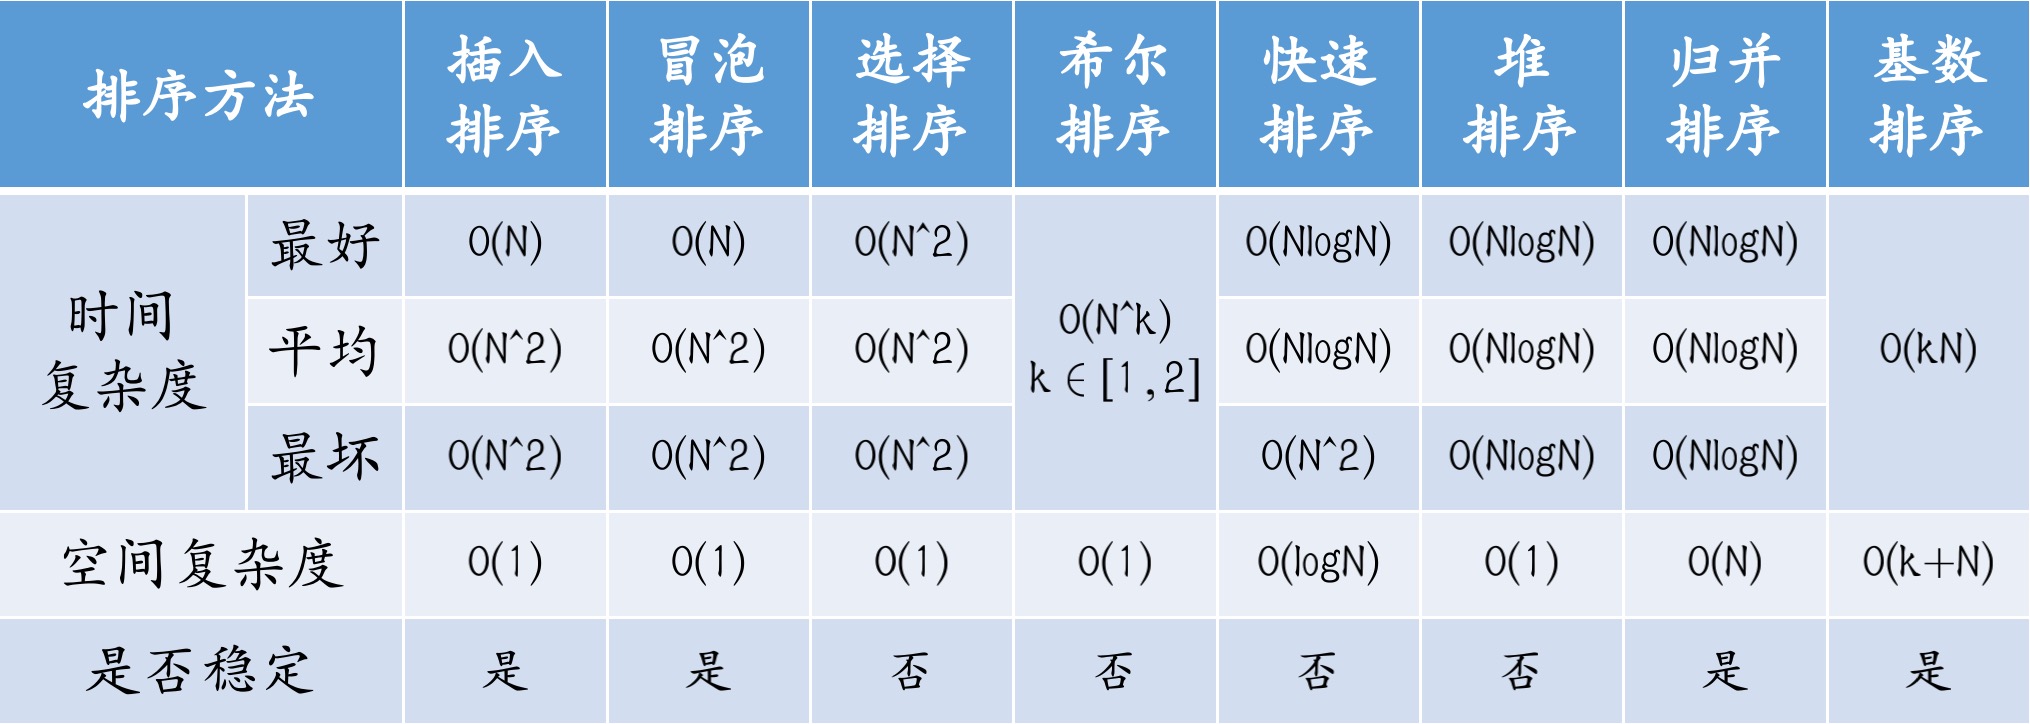 排序方法
插入
排序
冒泡
排序
选择
排序
希尔
排序
快速
排序
堆
排序
归并
排序
基数
排序
时间
复杂度
最好
O(N)
O(N)
O(N^2)
O(N^k)
k∈[1,2]
O(NlogN)
O(NlogN)
O(NlogN)
O(kN)
平均
O(N^2)
O(N^2)
O(N^2)
O(NlogN)
O(NlogN)
O(NlogN)
最坏
O(N^2)
O(N^2)
O(N^2)
O(N^2)
O(NlogN)
O(NlogN)
空间复杂度
O(1)
O(1)
O(1)
O(1)
O(logN)
O(1)
O(N)
O(k+N)
是否稳定
是
是
否
否
否
否
是
是